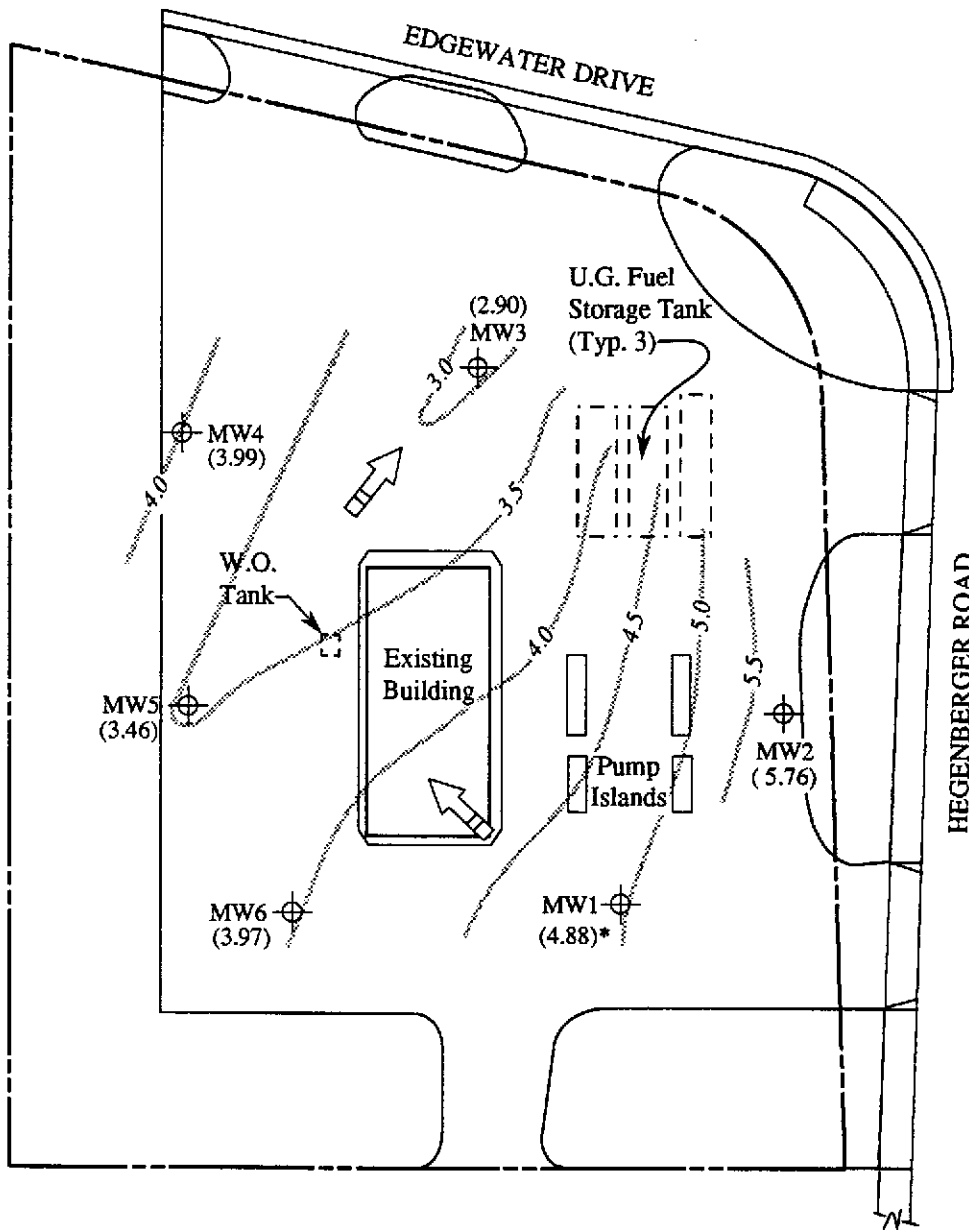 EDGEWATER DRIVE
U.G. Fuel
Storage Tank
(Typ. 3)
(2.90)
MW3
3.0
MW4
(3.99)
4.0
3.5
W.O.
Tank
Existing
Building
4.0
4.5
5.0
5.5
MW5
(3.46)
MW2
( 5.76)
Pump
Islands
HEGENBERGER ROAD
MW6
(3.97)
MW1
(4.88)*